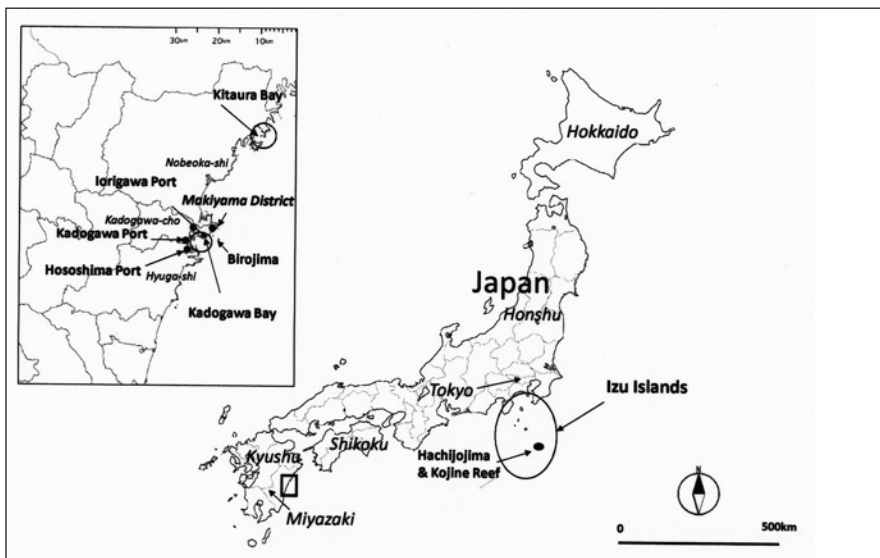 30km 20km 10km
Kitaura Bay
Nobeoka-shi
Iorigawa Port
Makiyama District
Kadogawa-cho
Kadogawa Port
Birojima
Hososhima Port
Hyuga-shi
Kadogawa Bay
Hokkaido
Japan
Honshu
Tokyo
Izu Islands
Shikoku
Kyushu
Hachijojima
& Kojine Reef
Miyazaki
N
0 500km